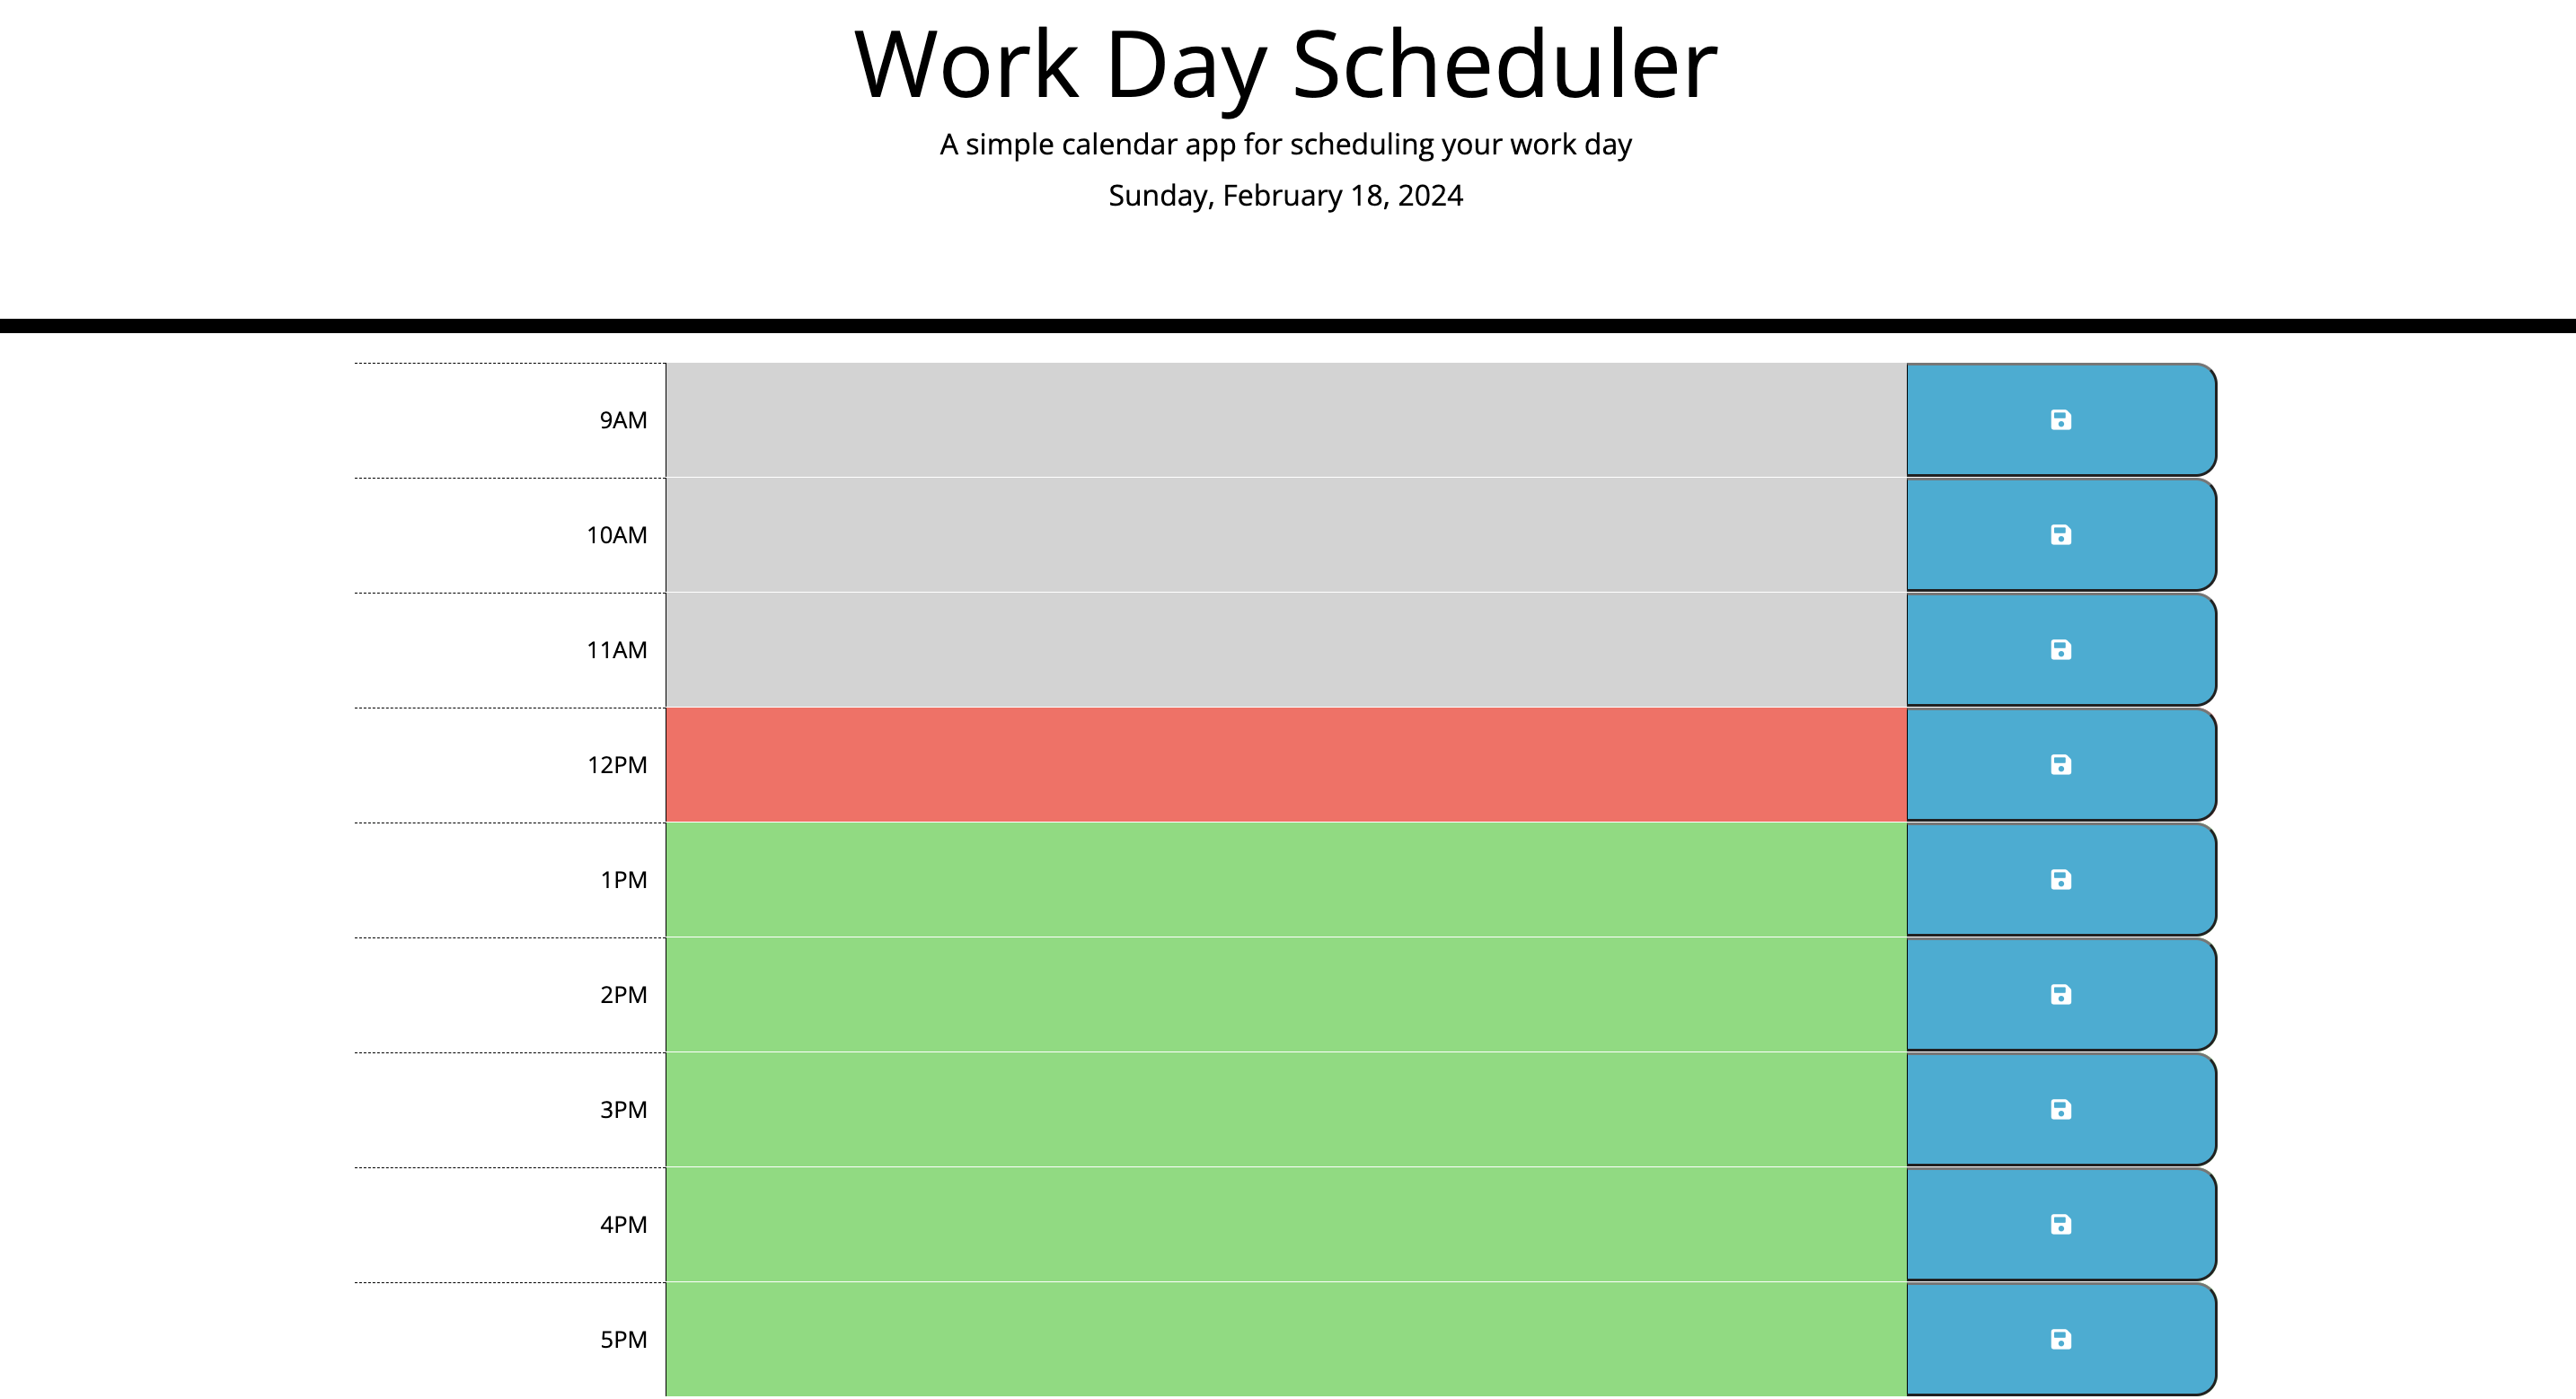 Work Day Scheduler
A simple calendar app for scheduling your work day
Sunday, February 18, 2024
9AM
10AM
11AM
12PM
1PM
2PM
3PM
4PM
5PM